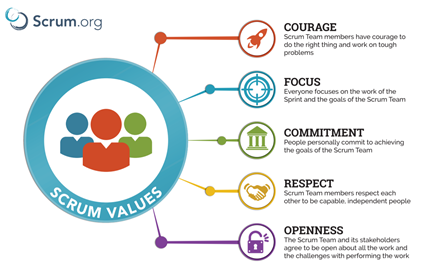 Scrum.org
COURAGE
Scrum Team members have courage to
do the right thing and work on tough
problems
FOCUS
Everyone focuses on the work of the
Sprint and the goals of the Scrum Team
COMMITMENT
People personally commit to achieving
the goals of the Scrum Team
RESPECT
Scrum Team members respect each
other to be capable, independent people
OPENNESS
The Scrum Team and its stakeholders
agree to be open about all the work and
the challenges with performing the work
SCRUM VALUES